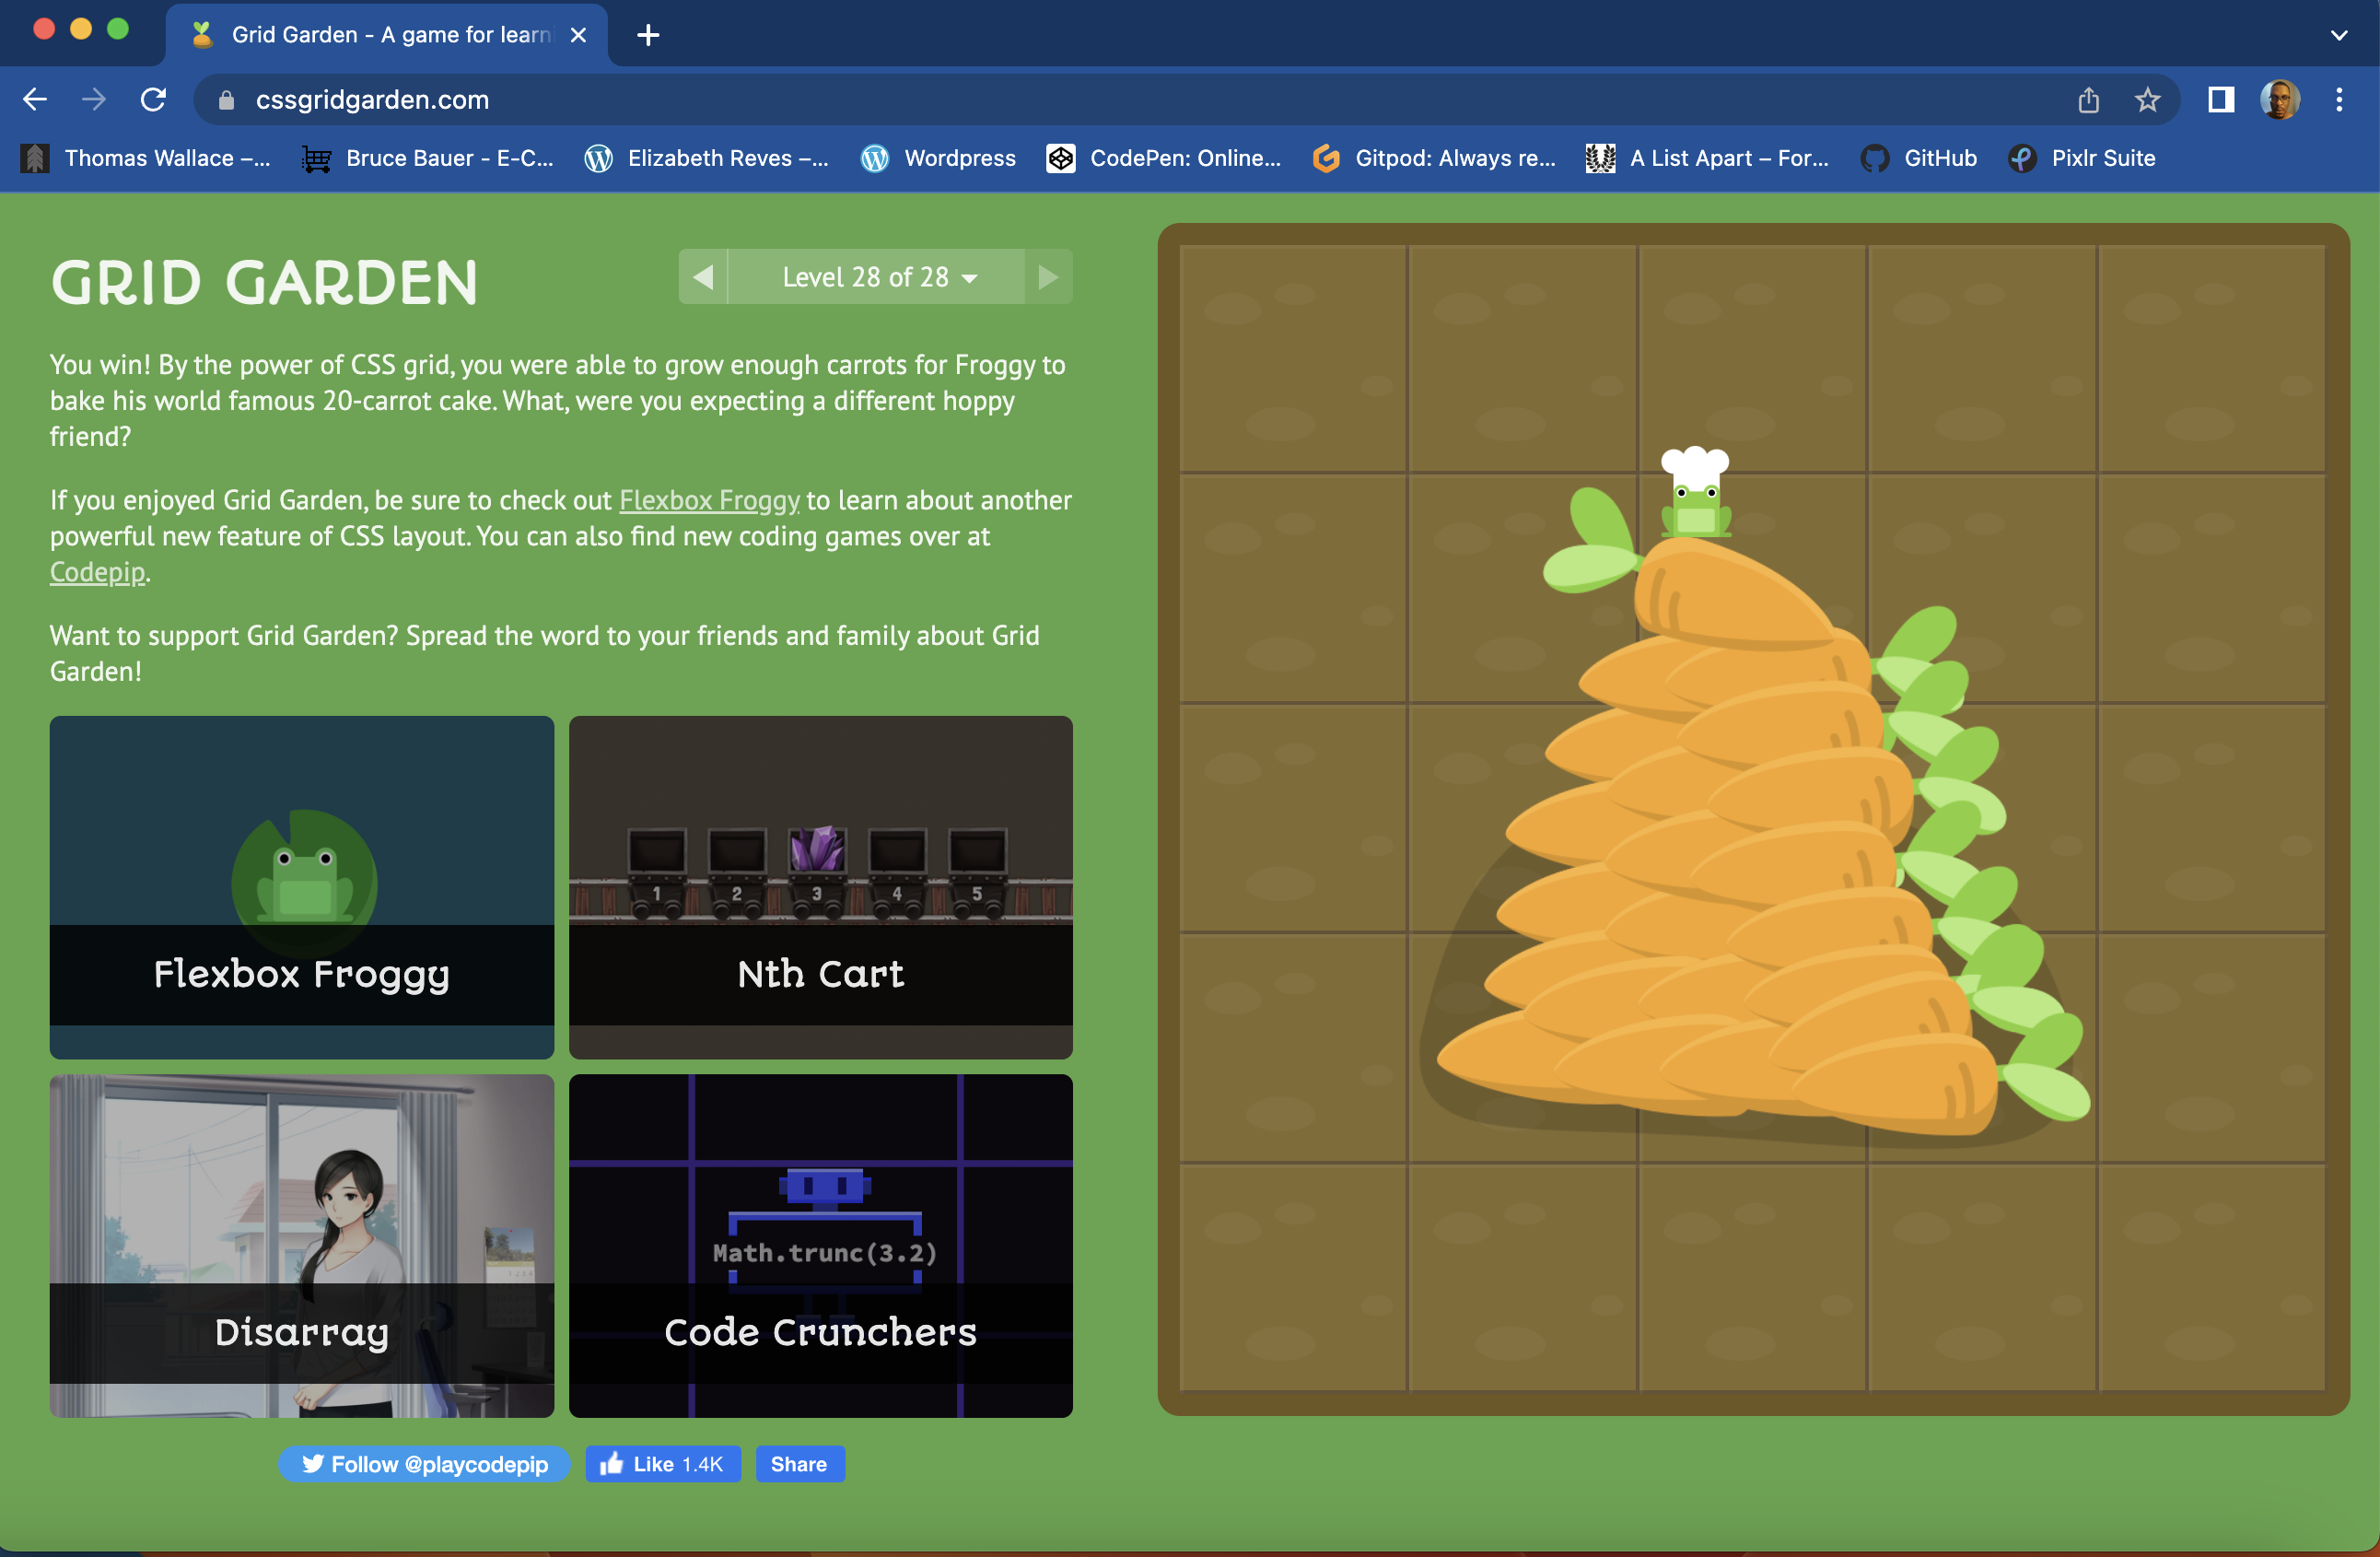 Grid Garden - A game for learn
cssgridgarden.com
Thomas Wallace –...
Bruce Bauer - E-C...
Elizabeth Reves –...
Wordpress
CodePen: Online...
Gitpod: Always re...
A List Apart – For...
GitHub
Pixlr Suite
GRID GARDEN
Level 28 of 28
You win! By the power of CSS grid, you were able to grow enough carrots for Froggy to
bake his world famous 20-carrot cake. What, were you expecting a different hoppy
friend?
If you enjoyed Grid Garden, be sure to check out Flexbox Froggy to learn about another
powerful new feature of CSS layout. You can also find new coding games over at
Codepip.
Want to support Grid Garden? Spread the word to your friends and family about Grid
Garden!
Flexbox Froggy
1 2 3 4 5
Nth Cart
Disarray
Math.trunc(3.2)
Code Crunchers
Follow @playcodepip
Like 1.4K
Share